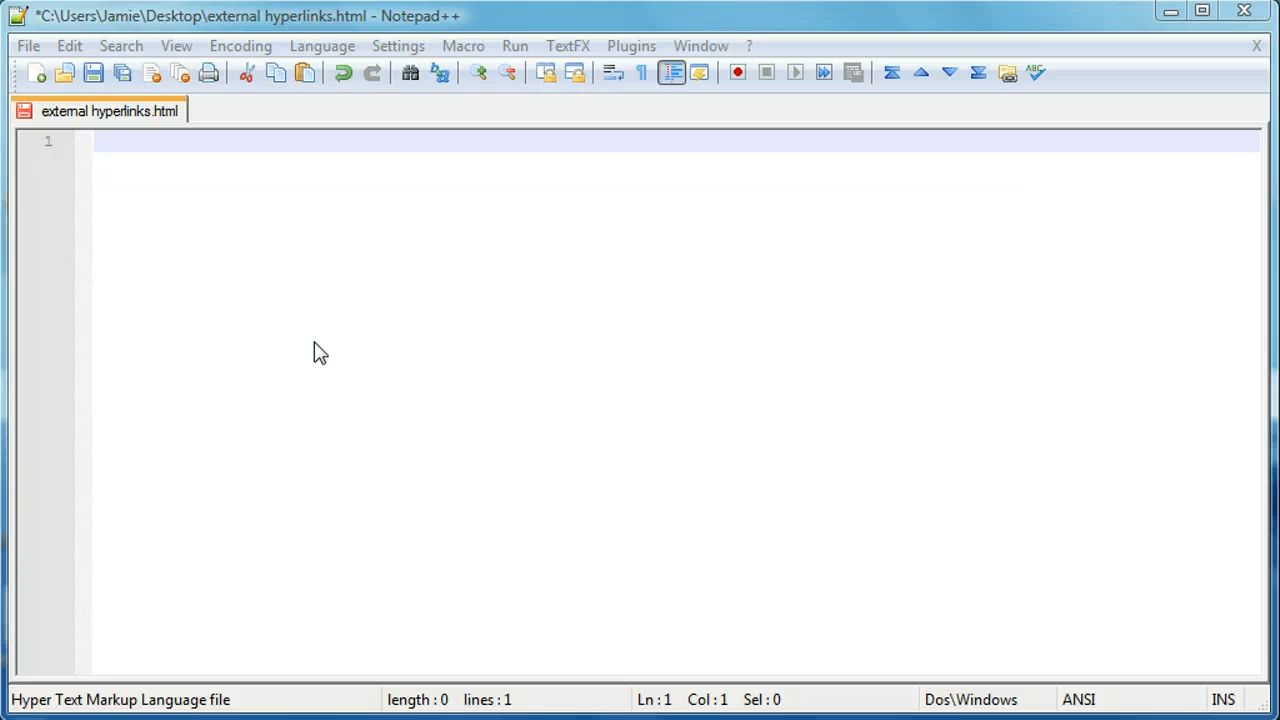 *C:\Users\Jamie\Desktop\external hyperlinks.html - Notepad++
File Edit Search View Encoding Language Settings Macro Run TextFX Plugins Window ? X
ABC
external hyperlinks.html
1
Hyper Text Markup Language file length : 0 lines : 1 Ln : 1 Col : 1 Sel : 0 Dos\Windows ANSI INS